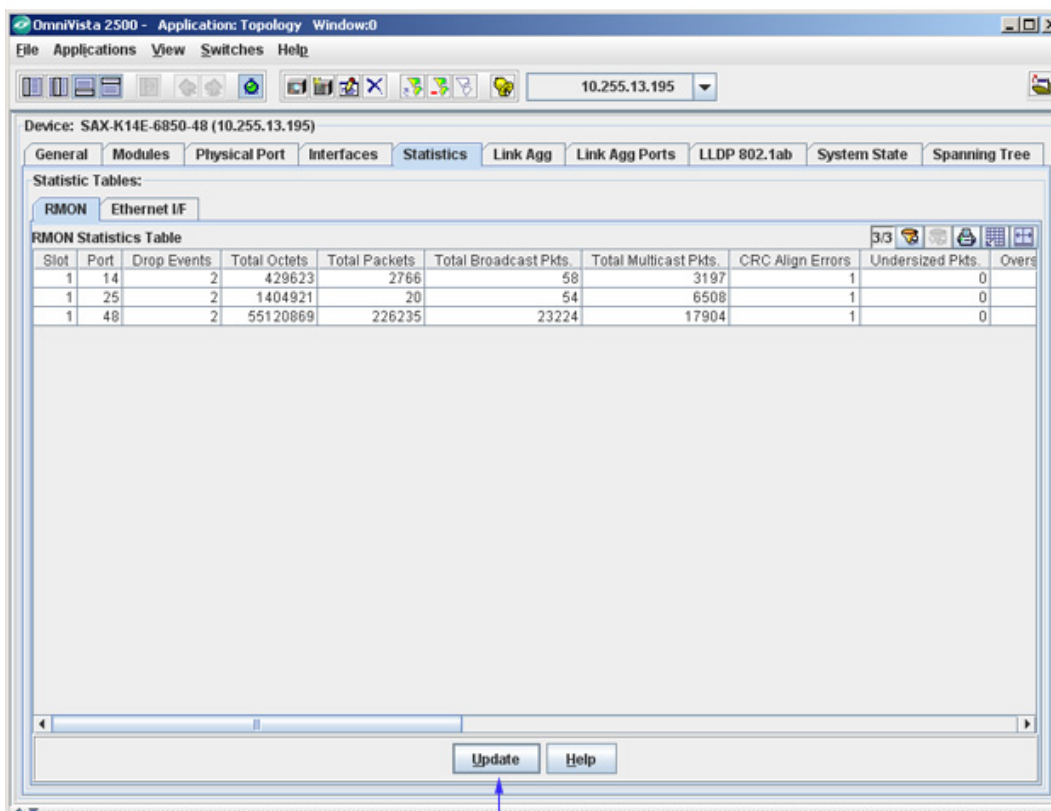 OmniVista 2500 - Application: Topology Window:0
File Applications View Switches Help
10.255.13.195
Device: SAX-K14E-6850-48 (10.255.13.195)
General Modules Physical Port Interfaces Statistics Link Agg Link Agg Ports LLDP 802.1ab System State Spanning Tree
Statistic Tables:
RMON Ethernet I/F
RMON Statistics Table 3/3
Slot Port Drop Events Total Octets Total Packets Total Broadcast Pkts. Total Multicast Pkts. CRC Align Errors Undersized Pkts. Overs
1 14 2 429623 2766 58 3197 1 0
1 25 2 1404921 20 54 6508 1 0
1 48 2 55120869 226235 23224 17904 1 0
Update Help